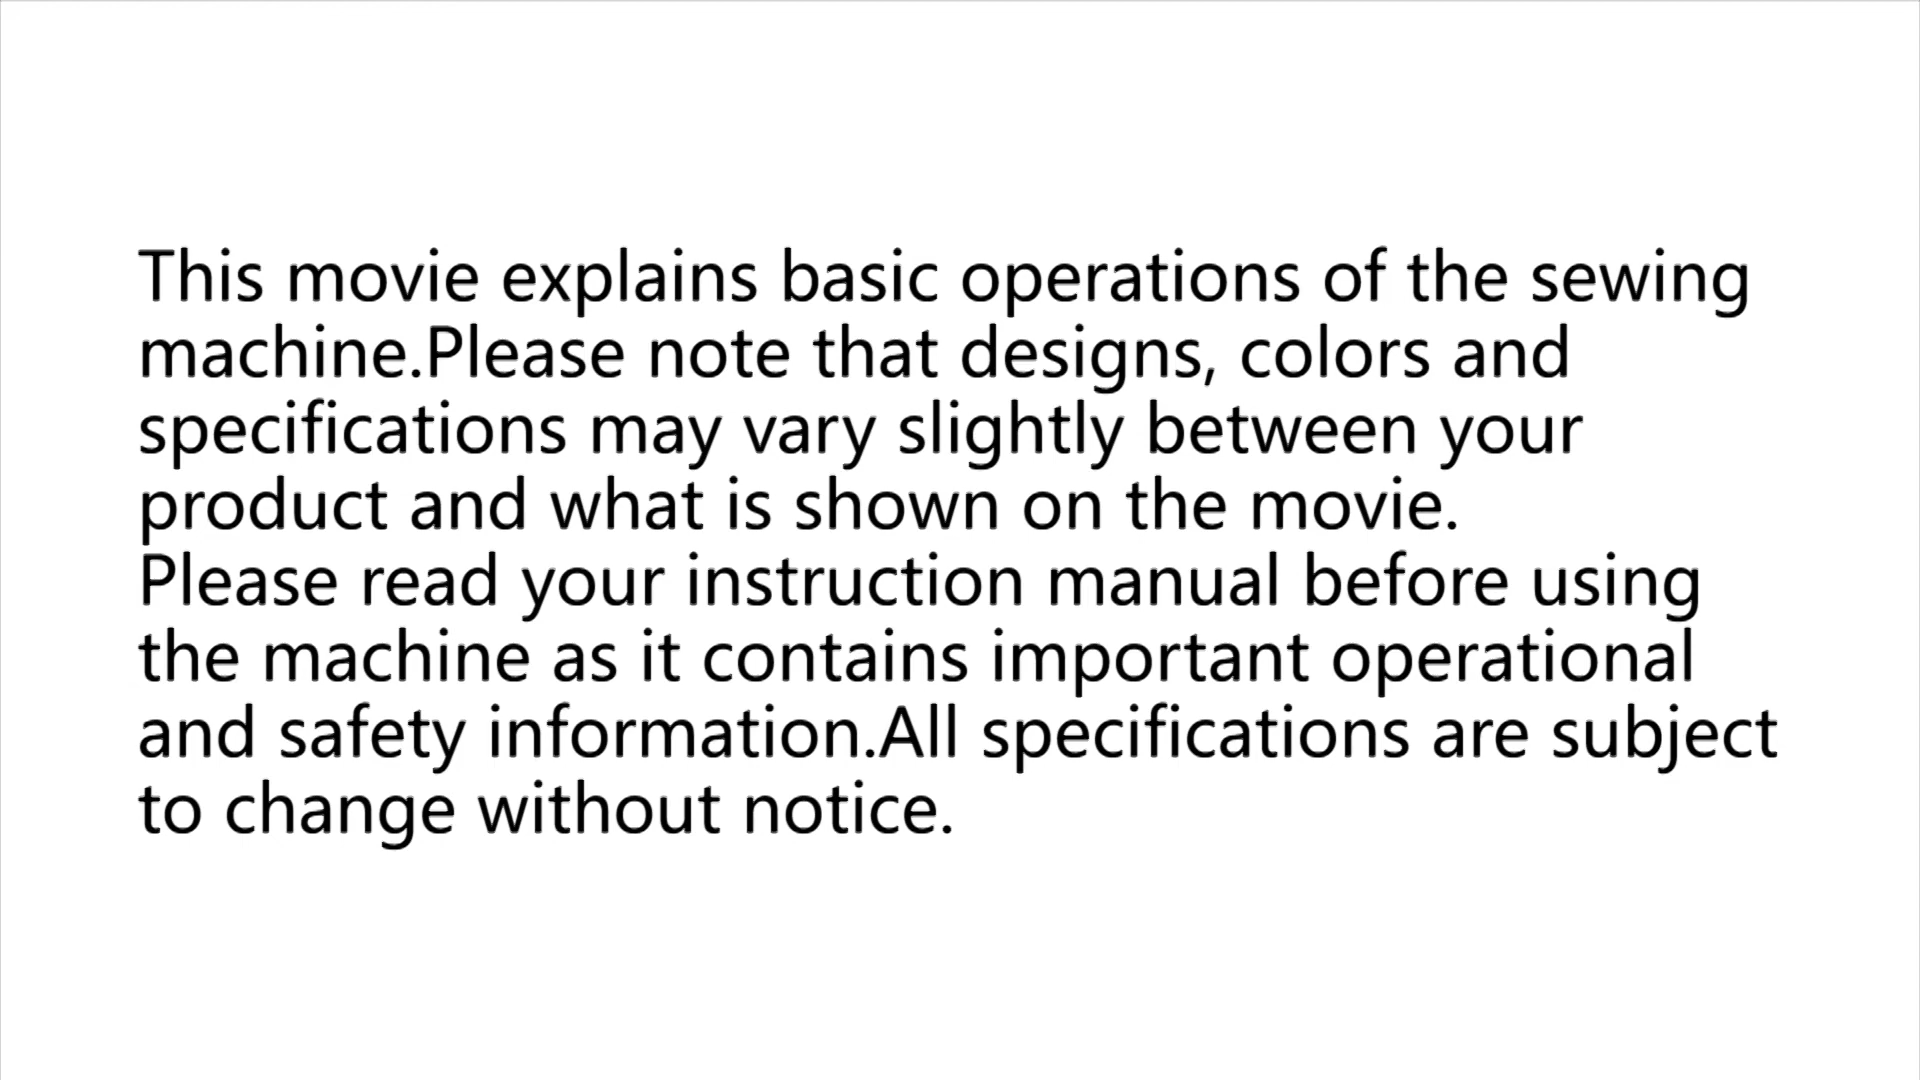 This movie explains basic operations of the sewing
machine.Please note that designs, colors and
specifications may vary slightly between your
product and what is shown on the movie.
Please read your instruction manual before using
the machine as it contains important operational
and safety information.All specifications are subject
to change without notice.